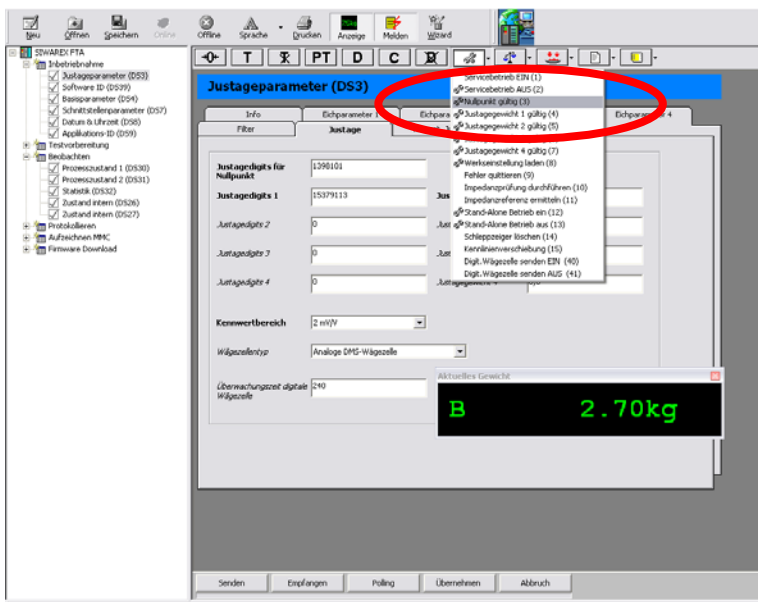 Neu Öffnen Speichern Online Offline Sprache Drucken Anzeige Melden Wizard
SIWAREX FTA
Inbetriebnahme
Justageparameter (DS3)
Software ID (DS39)
Basisparameter (DS4)
Schnittstellenparameter (DS7)
Datum & Uhrzeit (DS8)
Applikations-ID (DS9)
Testvorbereitung
Beobachten
Prozesszustand 1 (DS30)
Prozesszustand 2 (DS31)
Statistik (DS32)
Zustand intern (DS26)
Zustand intern (DS27)
Protokollieren
Aufzeichnen MMC
Firmware Download
→0← T PT D C
Justageparameter (DS3)
Info Eichparameter 1 Eichpara Eichparameter 4
Filter Justage
Servicebetrieb EIN (1)
Servicebetrieb AUS (2)
Nullpunkt gültig (3)
Justagegewicht 1 gültig (4)
Justagegewicht 2 gültig (5)
Justagegewicht 4 gültig (7)
Werkseinstellung laden (8)
Fehler quittieren (9)
Impedanzprüfung durchführen (10)
Impedanzreferenz ermitteln (11)
Stand-Alone Betrieb ein (12)
Stand-Alone Betrieb aus (13)
Schleppzeiger löschen (14)
Kennlinienverschiebung (15)
Digit. Wägezelle senden EIN (40)
Digit. Wägezelle senden AUS (41)
Justagedigits für Nullpunkt 1398101
Justagedigits 1 15379113 Jus
Justagedigits 2 0 Just
Justagedigits 3 0 Just
Justagedigits 4 0
Kennwertbereich 2 mV/V
Wägezellentyp Analoge DMS-Wägezelle
Überwachungszeit digitale Wägezelle 240
Aktuelles Gewicht
B 2.70kg
Senden Empfangen Polling Übernehmen Abbruch